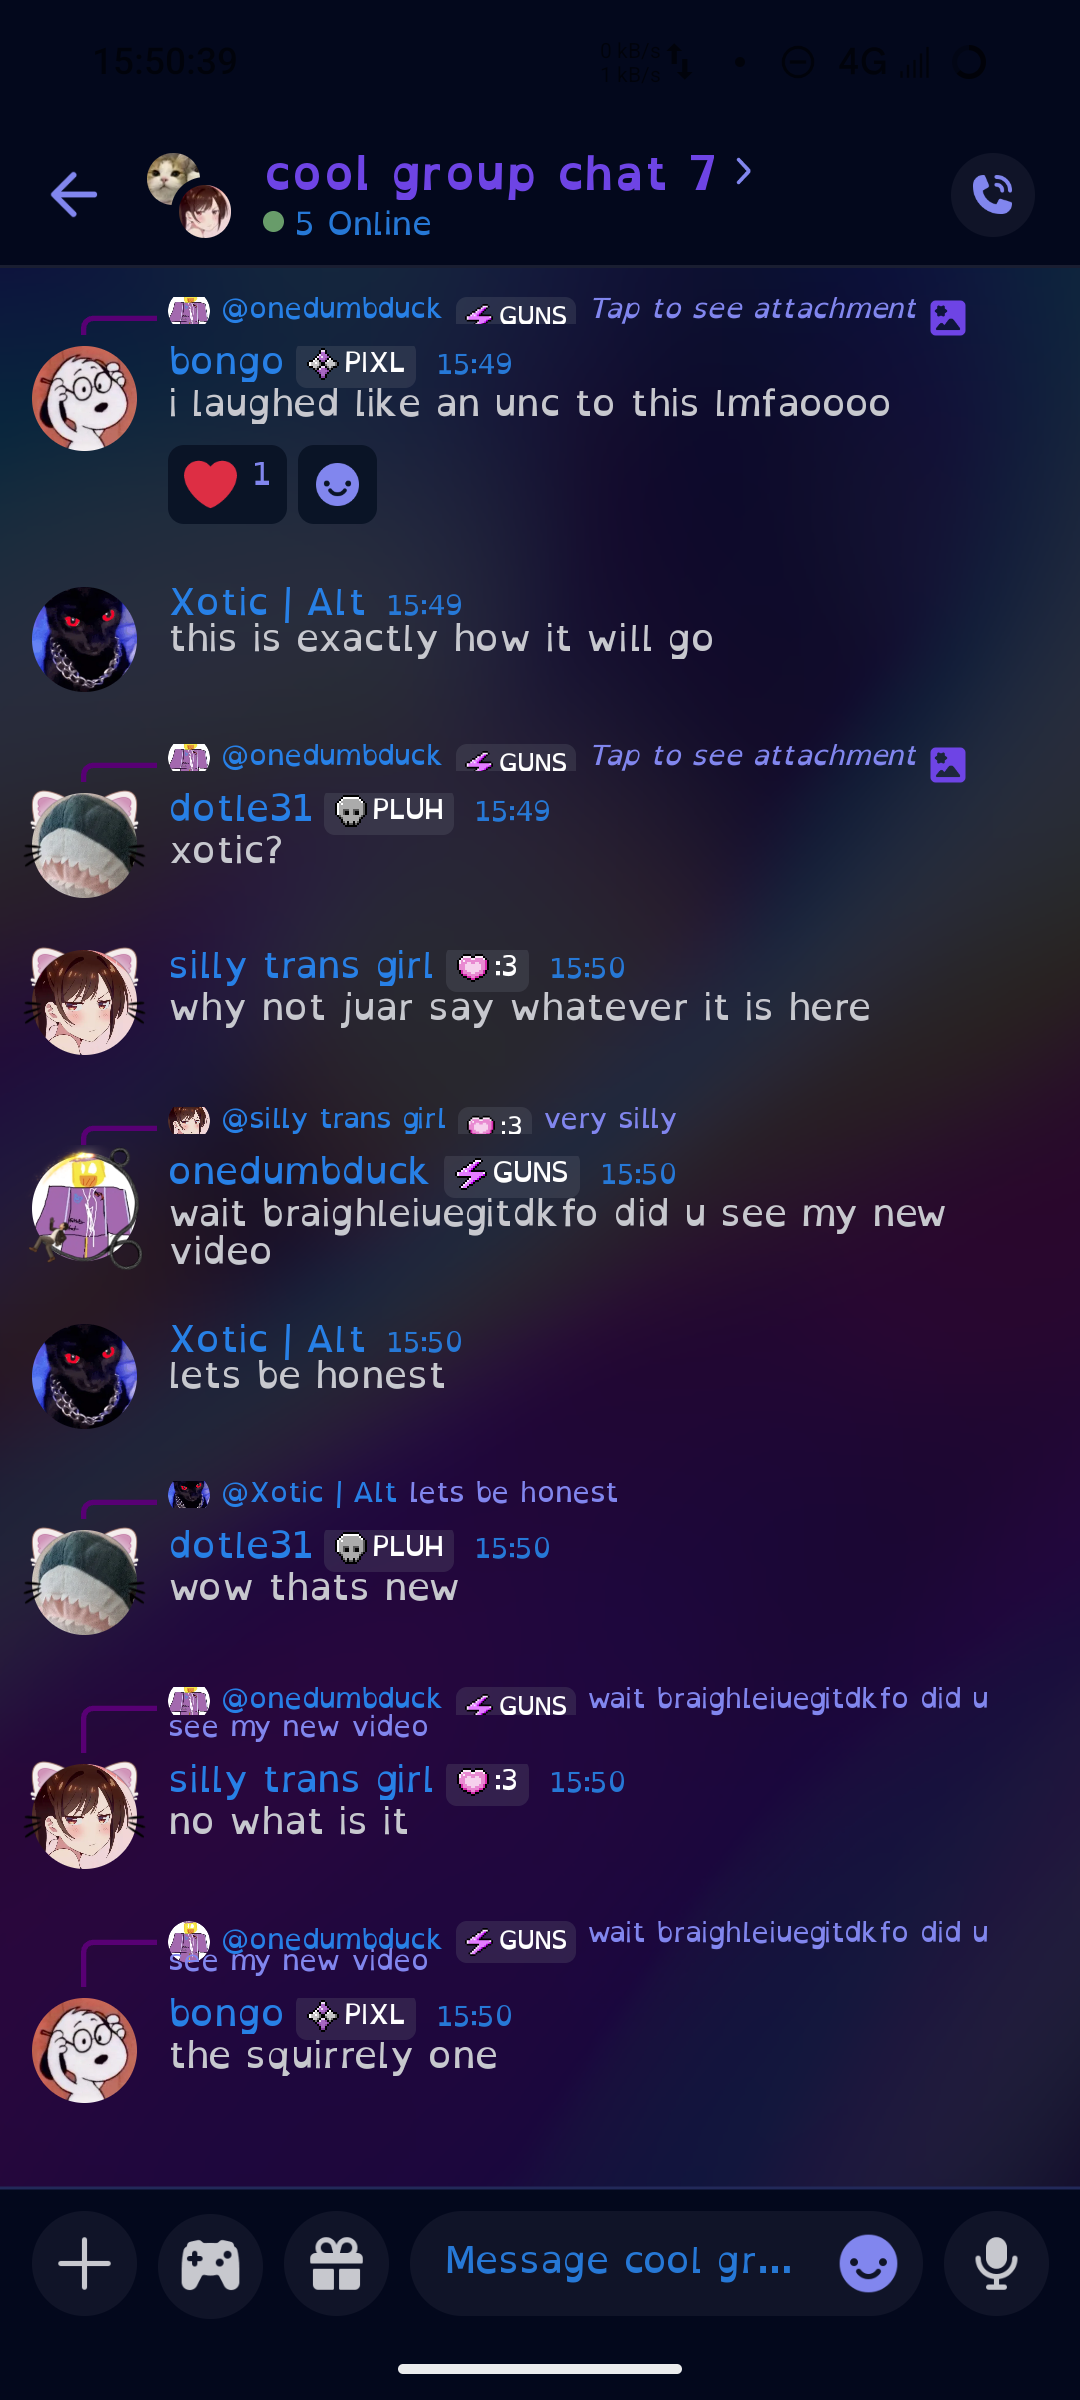 15:50:39
0 kB/s
1 kB/s
4G
cool group chat 7
5 Online
@onedumbduck GUNS Tap to see attachment
bongo PIXL 15:49
i laughed like an unc to this lmfaoooo
1
Xotic | Alt 15:49
this is exactly how it will go
@onedumbduck GUNS Tap to see attachment
dotle31 PLUH 15:49
xotic?
silly trans girl :3 15:50
why not juar say whatever it is here
@silly trans girl :3 very silly
onedumbduck GUNS 15:50
wait braighleiuegitdkfo did u see my new
video
Xotic | Alt 15:50
lets be honest
@Xotic | Alt lets be honest
dotle31 PLUH 15:50
wow thats new
@onedumbduck GUNS wait braighleiuegitdkfo did u
see my new video
silly trans girl :3 15:50
no what is it
@onedumbduck GUNS wait braighleiuegitdkfo did u
see my new video
bongo PIXL 15:50
the squirrely one
Message cool gr...